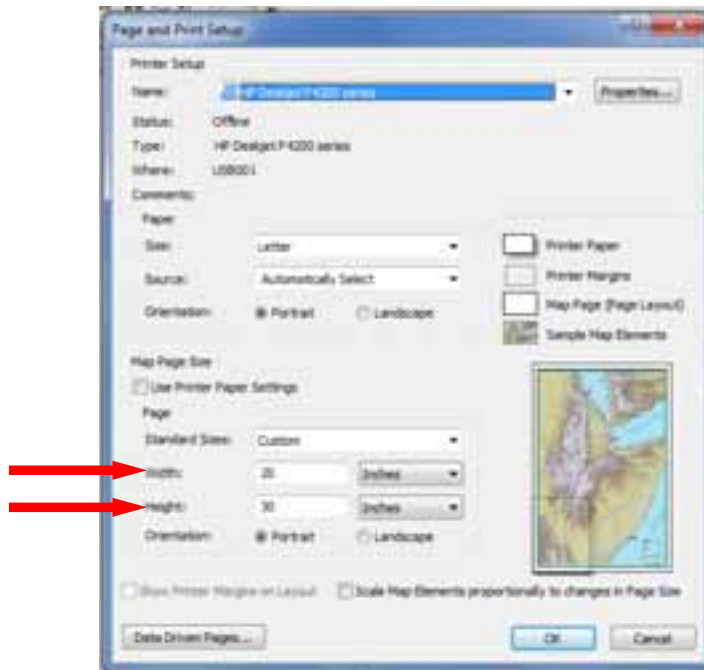 Page and Print Setup
Printer Setup
Name: HP Deskjet F4200 series Properties...
Status: Offline
Type: HP Deskjet F4200 series
Where: USB001
Comments:
Paper
Size: Letter Printer Paper
Source: Automatically Select Printer Margins
Orientation: Portrait Landscape Map Page (Page Layout)
Sample Map Elements
Map Page Size
Use Printer Paper Settings
Page
Standard Sizes: Custom
Width: 20 Inches
Height: 30 Inches
Orientation: Portrait Landscape
Show Printer Margins on Layout Scale Map Elements proportionally to changes in Page Size
Data Driven Pages... OK Cancel